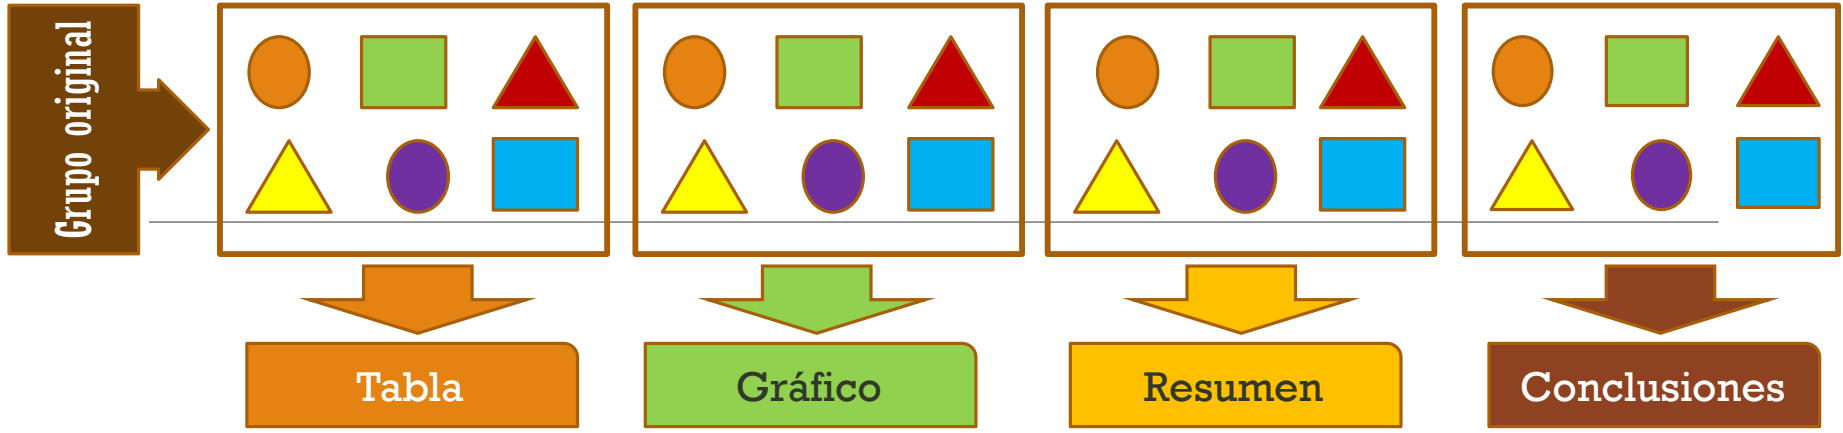 Grupo original
Tabla
Gráfico
Resumen
Conclusiones